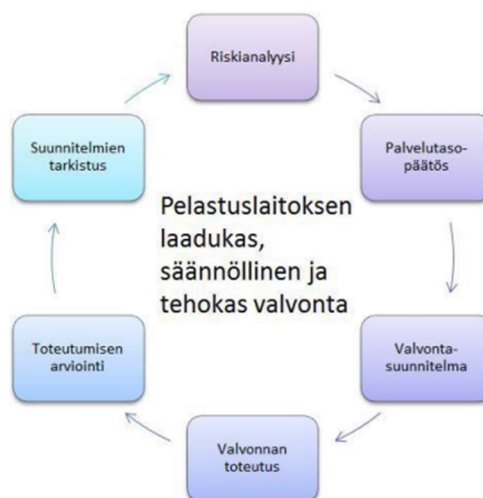 Riskianalyysi
Palvelutaso-
päätös
Valvonta-
suunnitelma
Valvonnan
toteutus
Toteutumisen
arviointi
Suunnitelmien
tarkistus
Pelastuslaitoksen
laadukas,
säännöllinen ja
tehokas valvonta